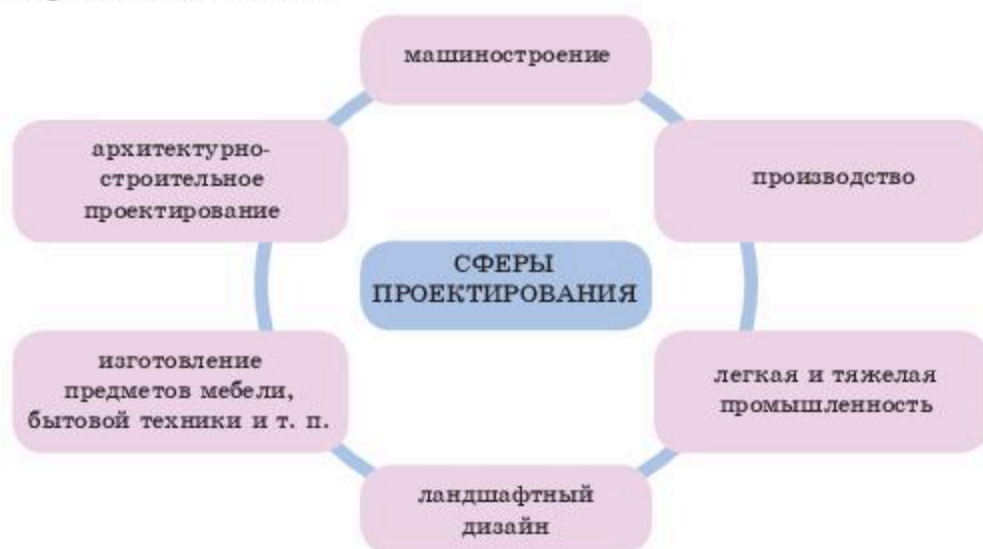 машиностроение
архитектурно-
строительное
проектирование
производство
СФЕРЫ
ПРОЕКТИРОВАНИЯ
изготовление
предметов мебели,
бытовой техники и т. п.
легкая и тяжелая
промышленность
ландшафтный
дизайн